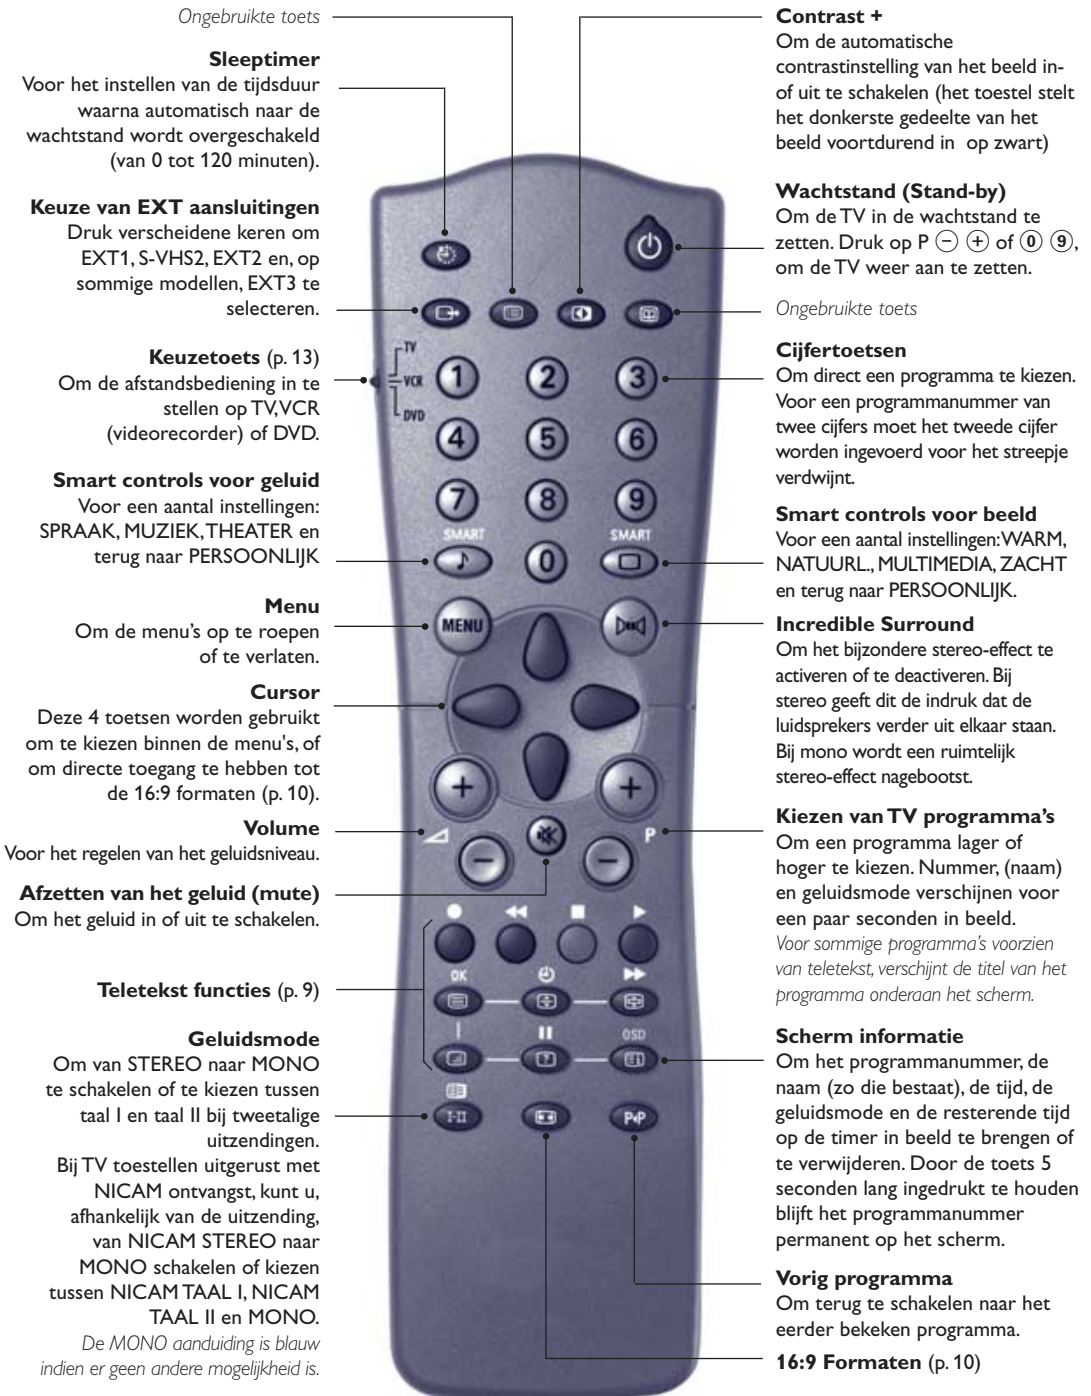 Ongebruikte toets
Sleeptimer
Voor het instellen van de tijdsduur
waarna automatisch naar de
wachtstand wordt overgeschakeld
(van 0 tot 120 minuten).
Keuze van EXT aansluitingen
Druk verscheidene keren om
EXT1, S-VHS2, EXT2 en, op
sommige modellen, EXT3 te
selecteren.
Keuzetoets (p. 13)
Om de afstandsbediening in te
stellen op TV, VCR
(videorecorder) of DVD.
Smart controls voor geluid
Voor een aantal instellingen:
SPRAAK, MUZIEK, THEATER en
terug naar PERSOONLIJK
Menu
Om de menu's op te roepen
of te verlaten.
Cursor
Deze 4 toetsen worden gebruikt
om te kiezen binnen de menu's, of
om directe toegang te hebben tot
de 16:9 formaten (p. 10).
Volume
Voor het regelen van het geluidsniveau.
Afzetten van het geluid (mute)
Om het geluid in of uit te schakelen.
Teletekst functies (p. 9)
Geluidsmode
Om van STEREO naar MONO
te schakelen of te kiezen tussen
taal I en taal II bij tweetalige
uitzendingen.
Bij TV toestellen uitgerust met
NICAM ontvangst, kunt u,
afhankelijk van de uitzending,
van NICAM STEREO naar
MONO schakelen of kiezen
tussen NICAM TAAL I, NICAM
TAAL II en MONO.
De MONO aanduiding is blauw
indien er geen andere mogelijkheid is.
TV
VCR
DVD
1 2 3
4 5 6
7 8 9
SMART SMART
0
MENU
+ +
P
- -
OK
OSD
I-II P◂P
Contrast +
Om de automatische
contrastinstelling van het beeld in-
of uit te schakelen (het toestel stelt
het donkerste gedeelte van het
beeld voortdurend in op zwart)
Wachtstand (Stand-by)
Om de TV in de wachtstand te
zetten. Druk op P ⊖ ⊕ of ⓪ ⑨,
om de TV weer aan te zetten.
Ongebruikte toets
Cijfertoetsen
Om direct een programma te kiezen.
Voor een programmanummer van
twee cijfers moet het tweede cijfer
worden ingevoerd voor het streepje
verdwijnt.
Smart controls voor beeld
Voor een aantal instellingen: WARM,
NATUURL., MULTIMEDIA, ZACHT
en terug naar PERSOONLIJK.
Incredible Surround
Om het bijzondere stereo-effect te
activeren of te deactiveren. Bij
stereo geeft dit de indruk dat de
luidsprekers verder uit elkaar staan.
Bij mono wordt een ruimtelijk
stereo-effect nagebootst.
Kiezen van TV programma's
Om een programma lager of
hoger te kiezen. Nummer, (naam)
en geluidsmode verschijnen voor
een paar seconden in beeld.
Voor sommige programma's voorzien
van teletekst, verschijnt de titel van het
programma onderaan het scherm.
Scherm informatie
Om het programmanummer, de
naam (zo die bestaat), de tijd, de
geluidsmode en de resterende tijd
op de timer in beeld te brengen of
te verwijderen. Door de toets 5
seconden lang ingedrukt te houden
blijft het programmanummer
permanent op het scherm.
Vorig programma
Om terug te schakelen naar het
eerder bekeken programma.
16:9 Formaten (p. 10)